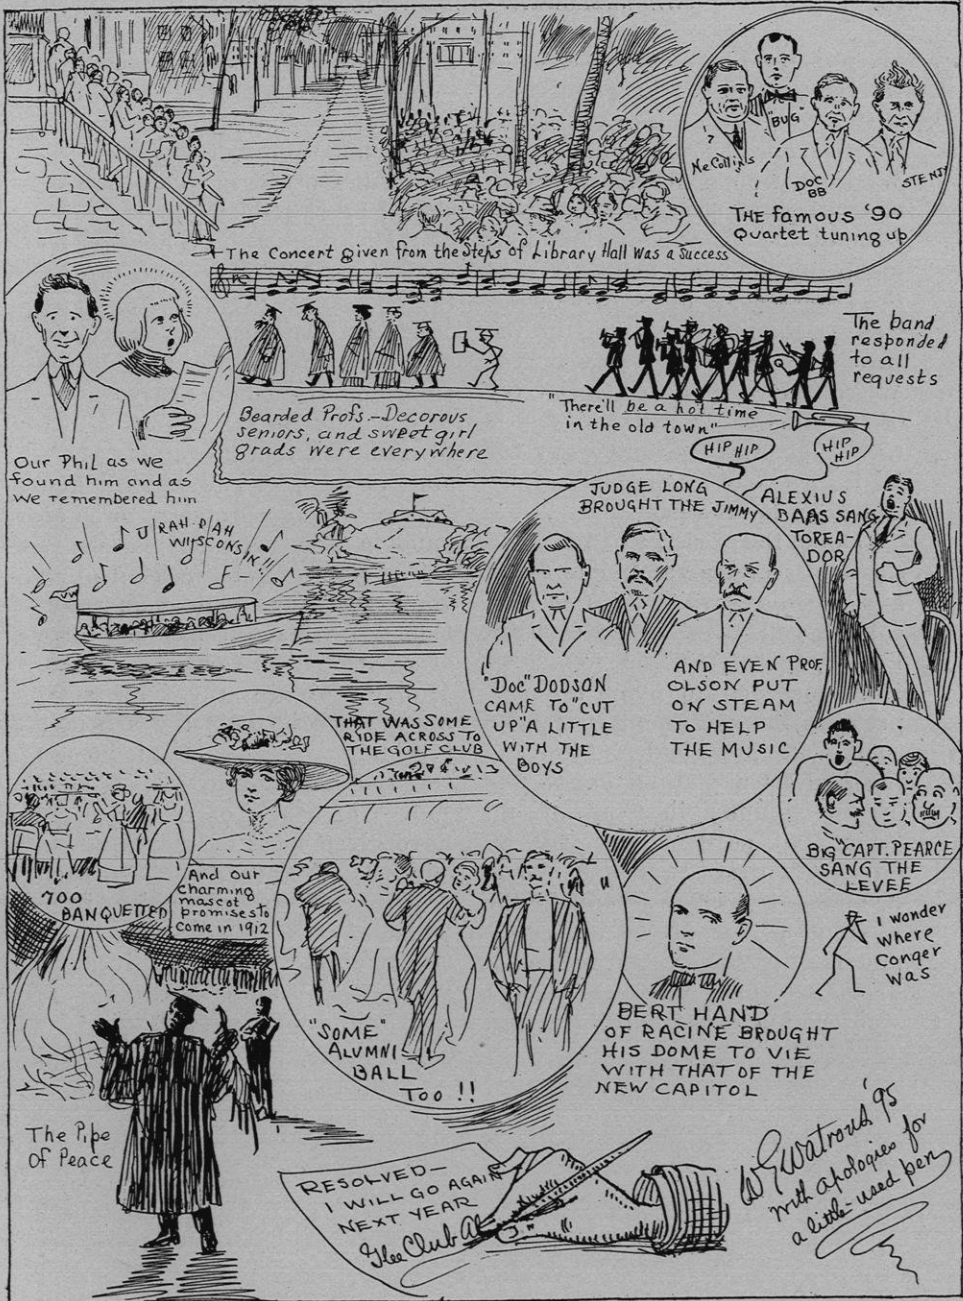 "BUG"
McCollins
DOC
BB
STENJ
THE famous '90
Quartet tuning up
The Concert Given from the Steps of Library Hall Was a Success
The band
responded
to all
requests
Bearded Profs.-Decorous
seniors, and sweet girl
grads were everywhere
"There'll be a hot time
in the old town"
HIP HIP
HIP
HIP
Our Phil as we
found him and as
we remembered him
U RAH-RAH
WISCONSIN!!
UW
JUDGE LONG
BROUGHT THE JIMMY
ALEXIUS
BAAS SANG
TOREA-
DOR
"DOC" DODSON
CAME TO "CUT
UP" A LITTLE
WITH THE
BOYS
AND EVEN PROF.
OLSON PUT
ON STEAM
TO HELP
THE MUSIC
THAT WAS SOME
RIDE ACROSS TO
THE GOLF CLUB
700
BANQUETTED
And our
charming
mascot
promises to
come in 1912
BIG "CAPT. PEARCE
SANG THE
LEVEE
I wonder
where
Conger
was
"SOME"
ALUMNI
BALL
TOO !!
BERT HAND
OF RACINE BROUGHT
HIS DOME TO VIE
WITH THAT OF THE
NEW CAPITOL
The Pipe
Of Peace
RESOLVED-
I WILL GO AGAIN
NEXT YEAR
Glee Club Al
WGWatrous '95
with apologies for
a little-used pen